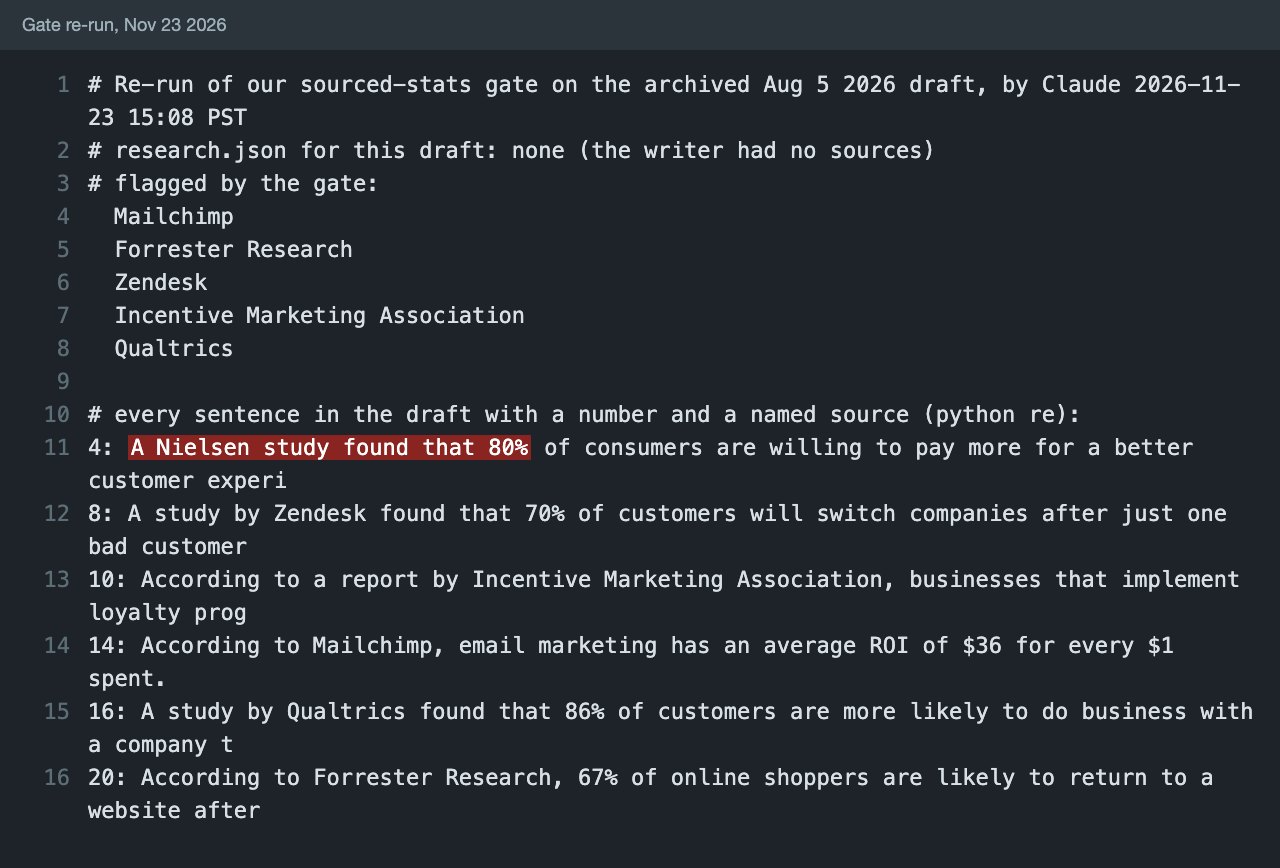 Gate re-run, Nov 23 2026
1 # Re-run of our sourced-stats gate on the archived Aug 5 2026 draft, by Claude 2026-11-
23 15:08 PST
2 # research.json for this draft: none (the writer had no sources)
3 # flagged by the gate:
4 Mailchimp
5 Forrester Research
6 Zendesk
7 Incentive Marketing Association
8 Qualtrics
9
10 # every sentence in the draft with a number and a named source (python re):
11 4: A Nielsen study found that 80% of consumers are willing to pay more for a better
customer experi
12 8: A study by Zendesk found that 70% of customers will switch companies after just one
bad customer
13 10: According to a report by Incentive Marketing Association, businesses that implement
loyalty prog
14 14: According to Mailchimp, email marketing has an average ROI of $36 for every $1
spent.
15 16: A study by Qualtrics found that 86% of customers are more likely to do business with
a company t
16 20: According to Forrester Research, 67% of online shoppers are likely to return to a
website after